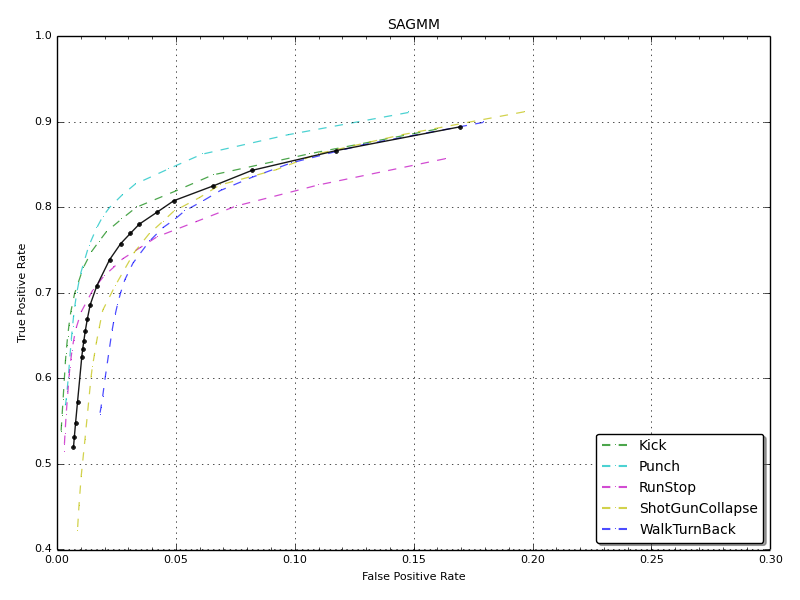 SAGMM
1.0
0.9
0.8
0.7
0.6
0.5
0.4
True Positive Rate
0.00 0.05 0.10 0.15 0.20 0.25 0.30
False Positive Rate
Kick
Punch
RunStop
ShotGunCollapse
WalkTurnBack